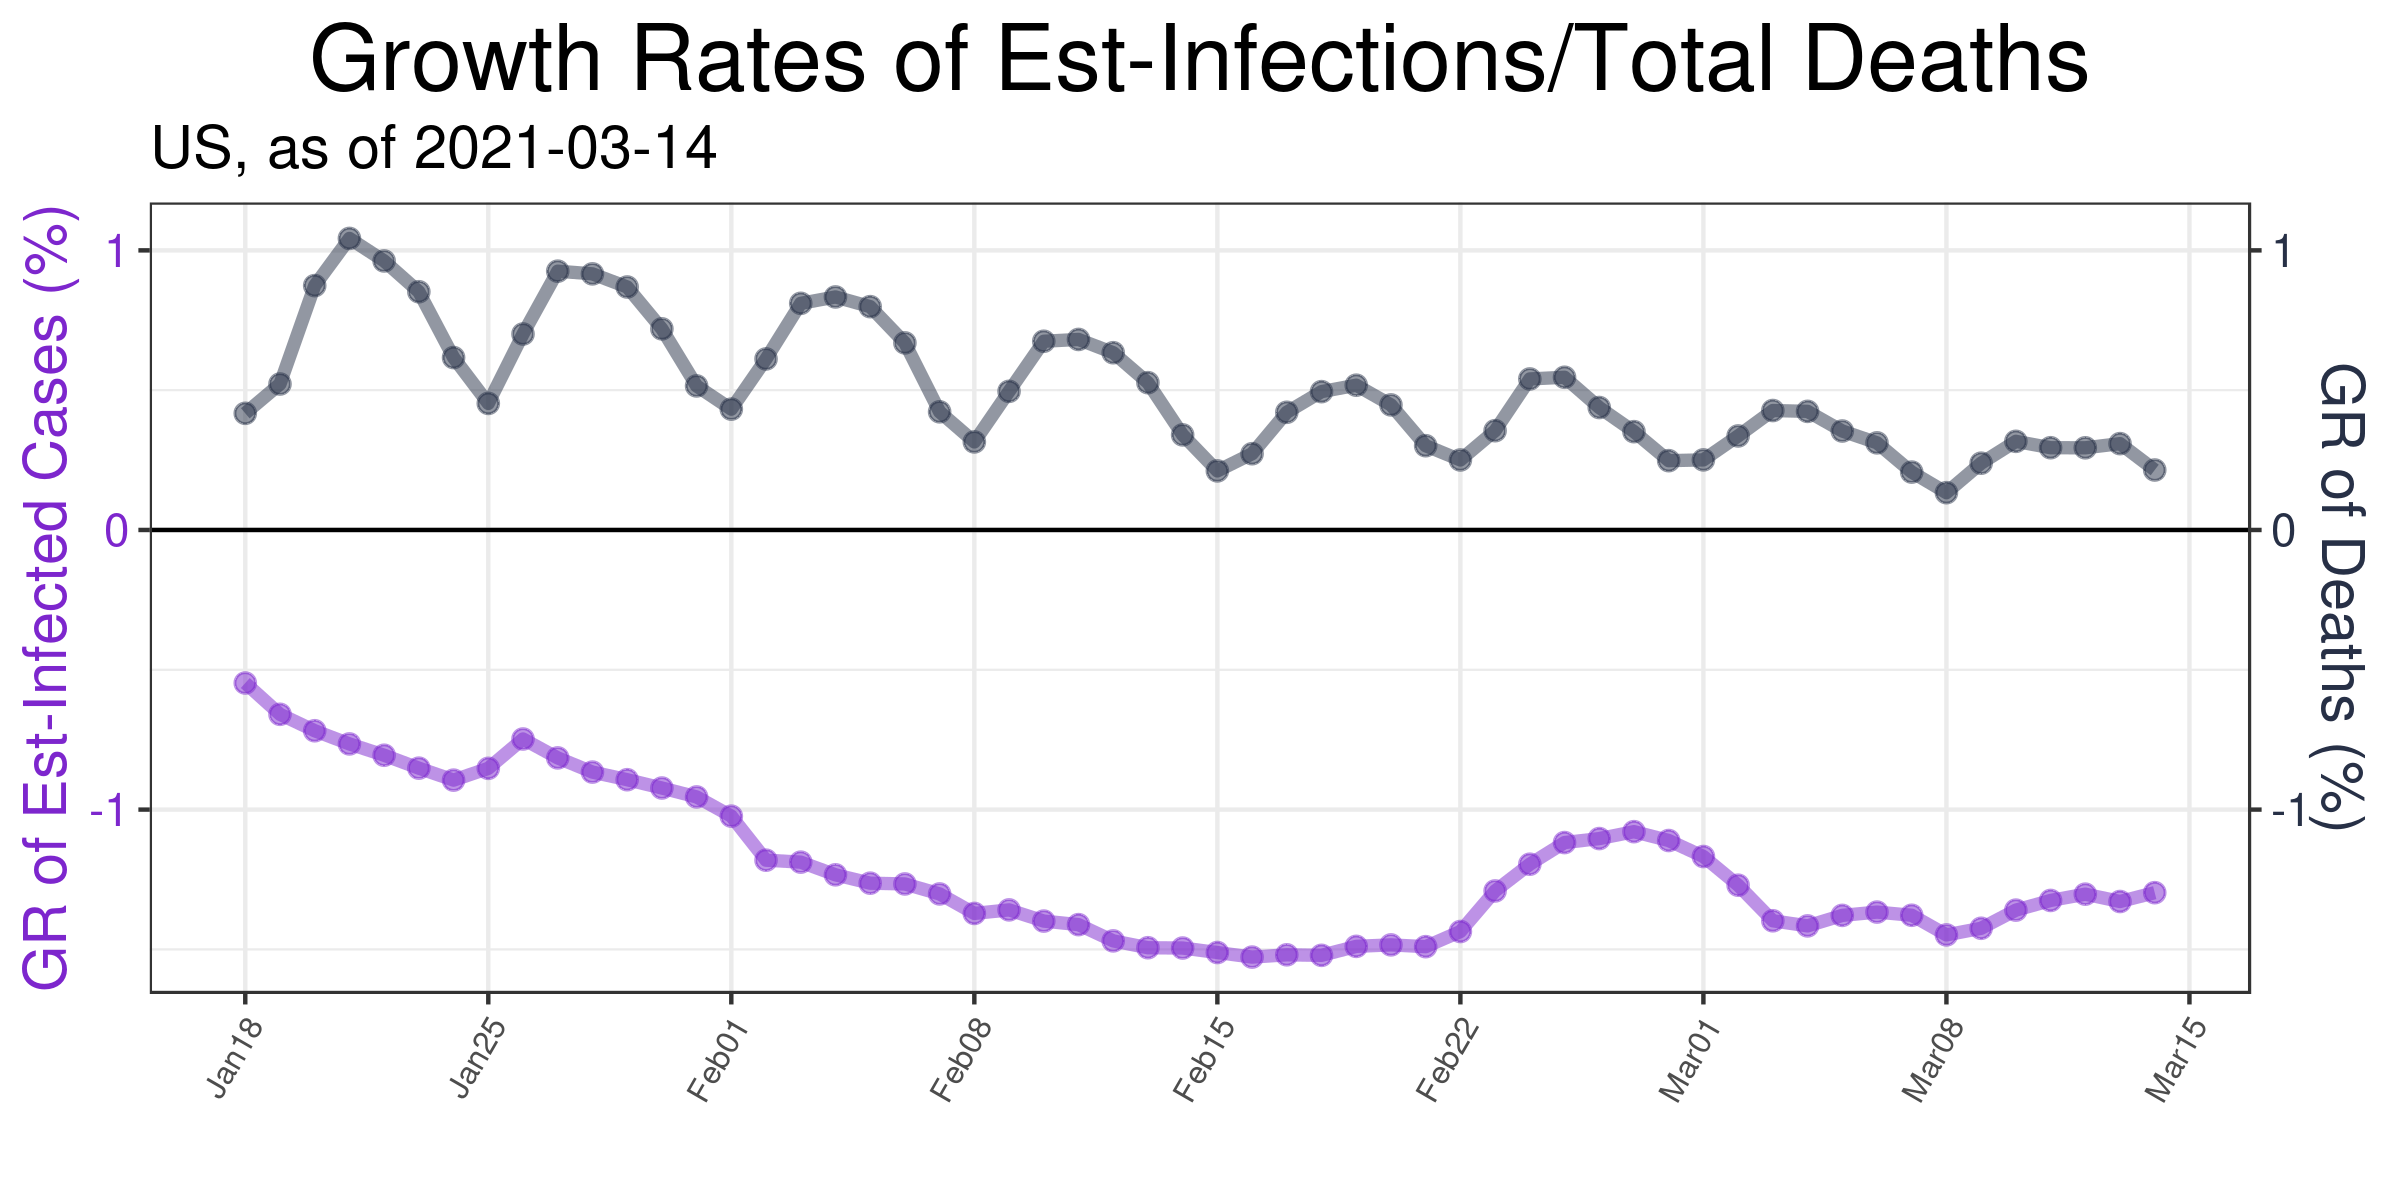 Growth Rates of Est-Infections/Total Deaths
US, as of 2021-03-14
GR of Est-Infected Cases (%)
1
0
-1
1
0
-1
GR of Deaths (%)
Jan18
Jan25
Feb01
Feb08
Feb15
Feb22
Mar01
Mar08
Mar15